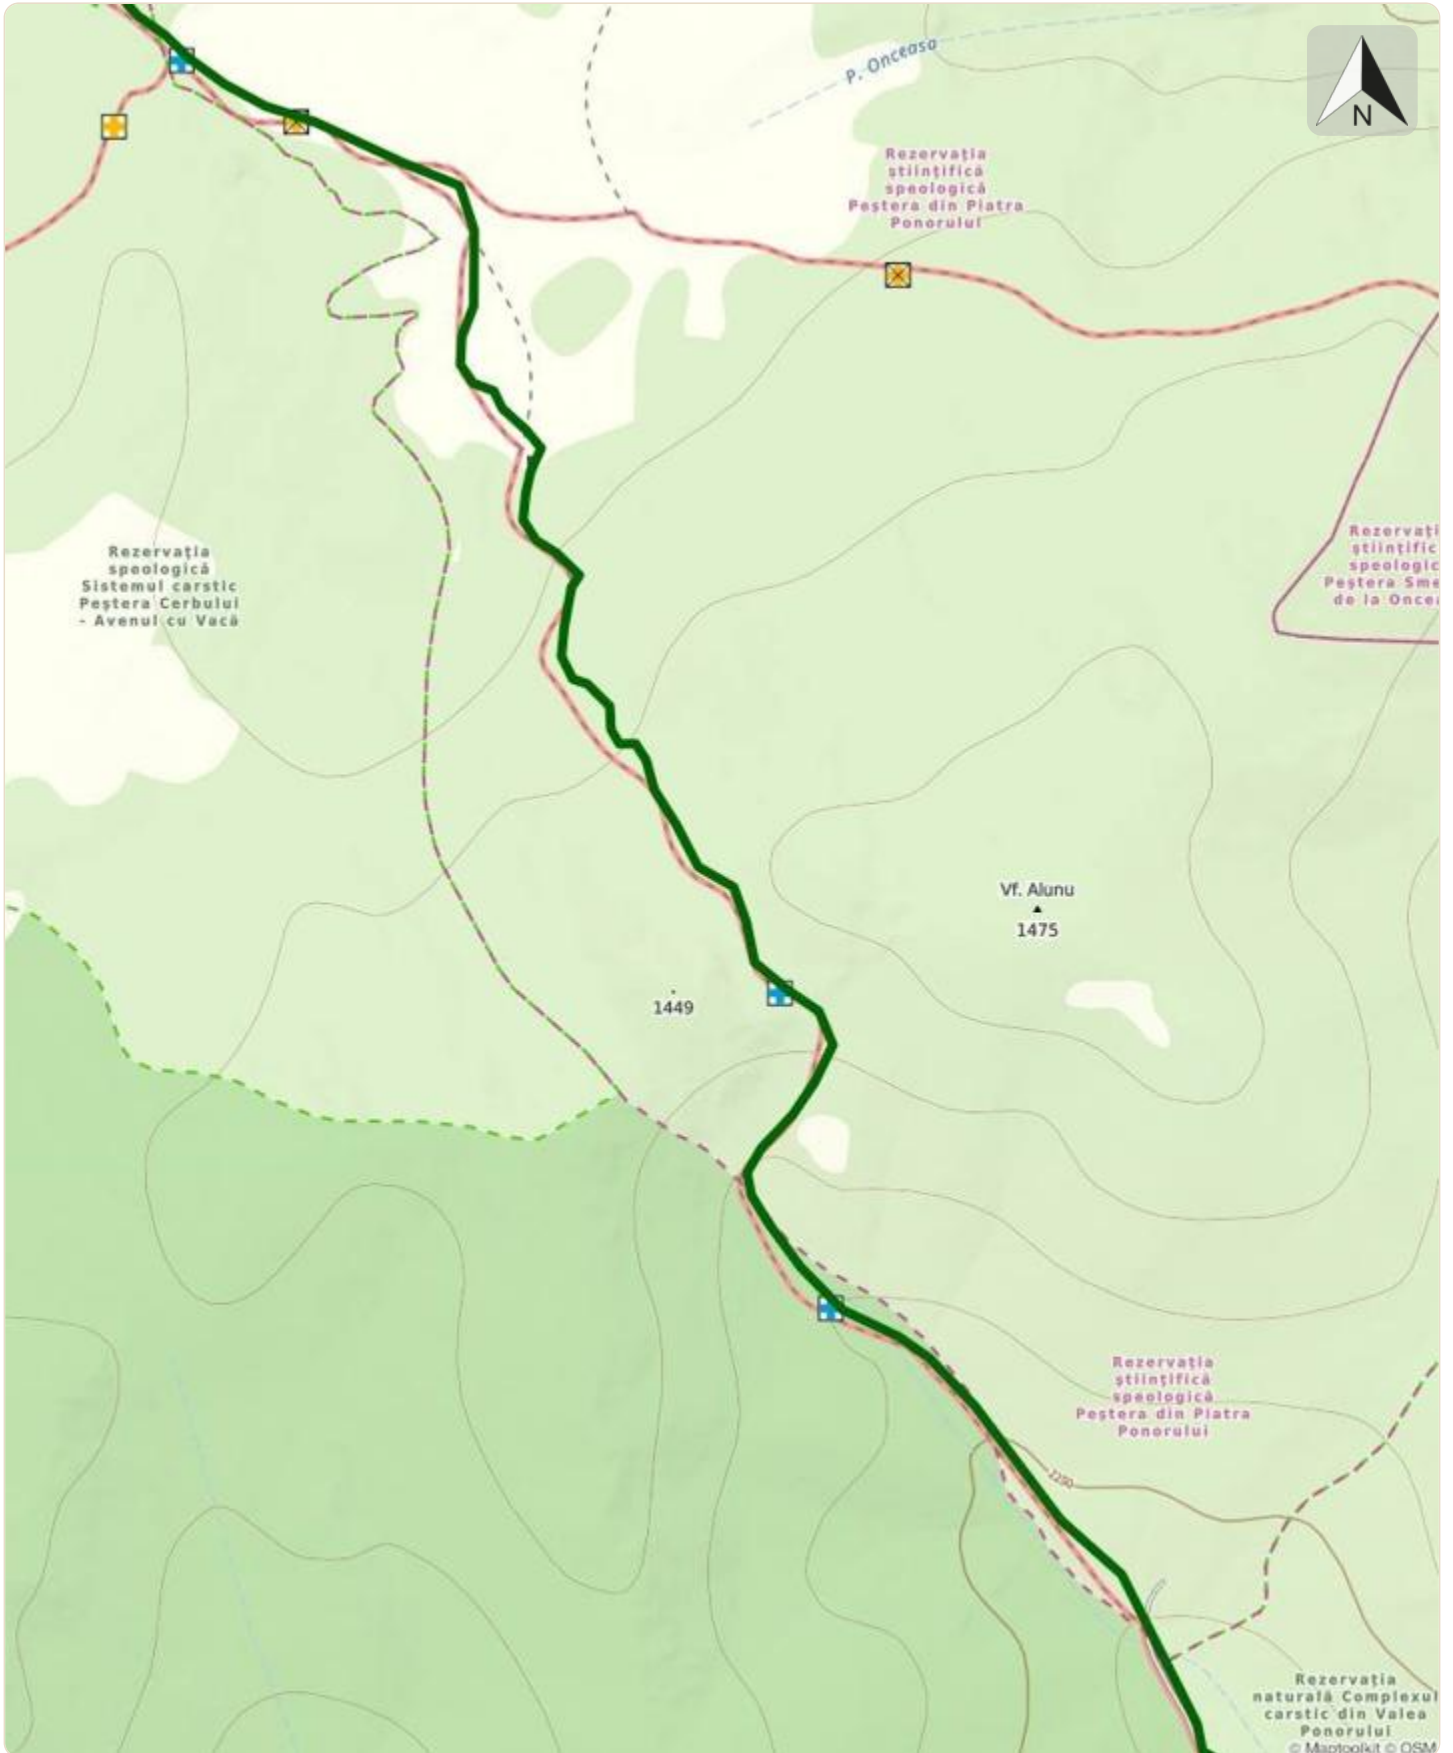 P. Onceasa
N
Rezervația
științifică
speologică
Peștera din Piatra
Ponorului
Rezervați
științific
speologic
Peștera Sme
de la Oncea
Rezervația
speologică
Sistemul carstic
Peștera Cerbului
- Avenul cu Vacă
Vf. Alunu
1475
1449
Rezervația
științifică
speologică
Peștera din Piatra
Ponorului
1250
Rezervația
naturală Complexul
carstic din Valea
Ponorului
© Maptoolkit © OSM